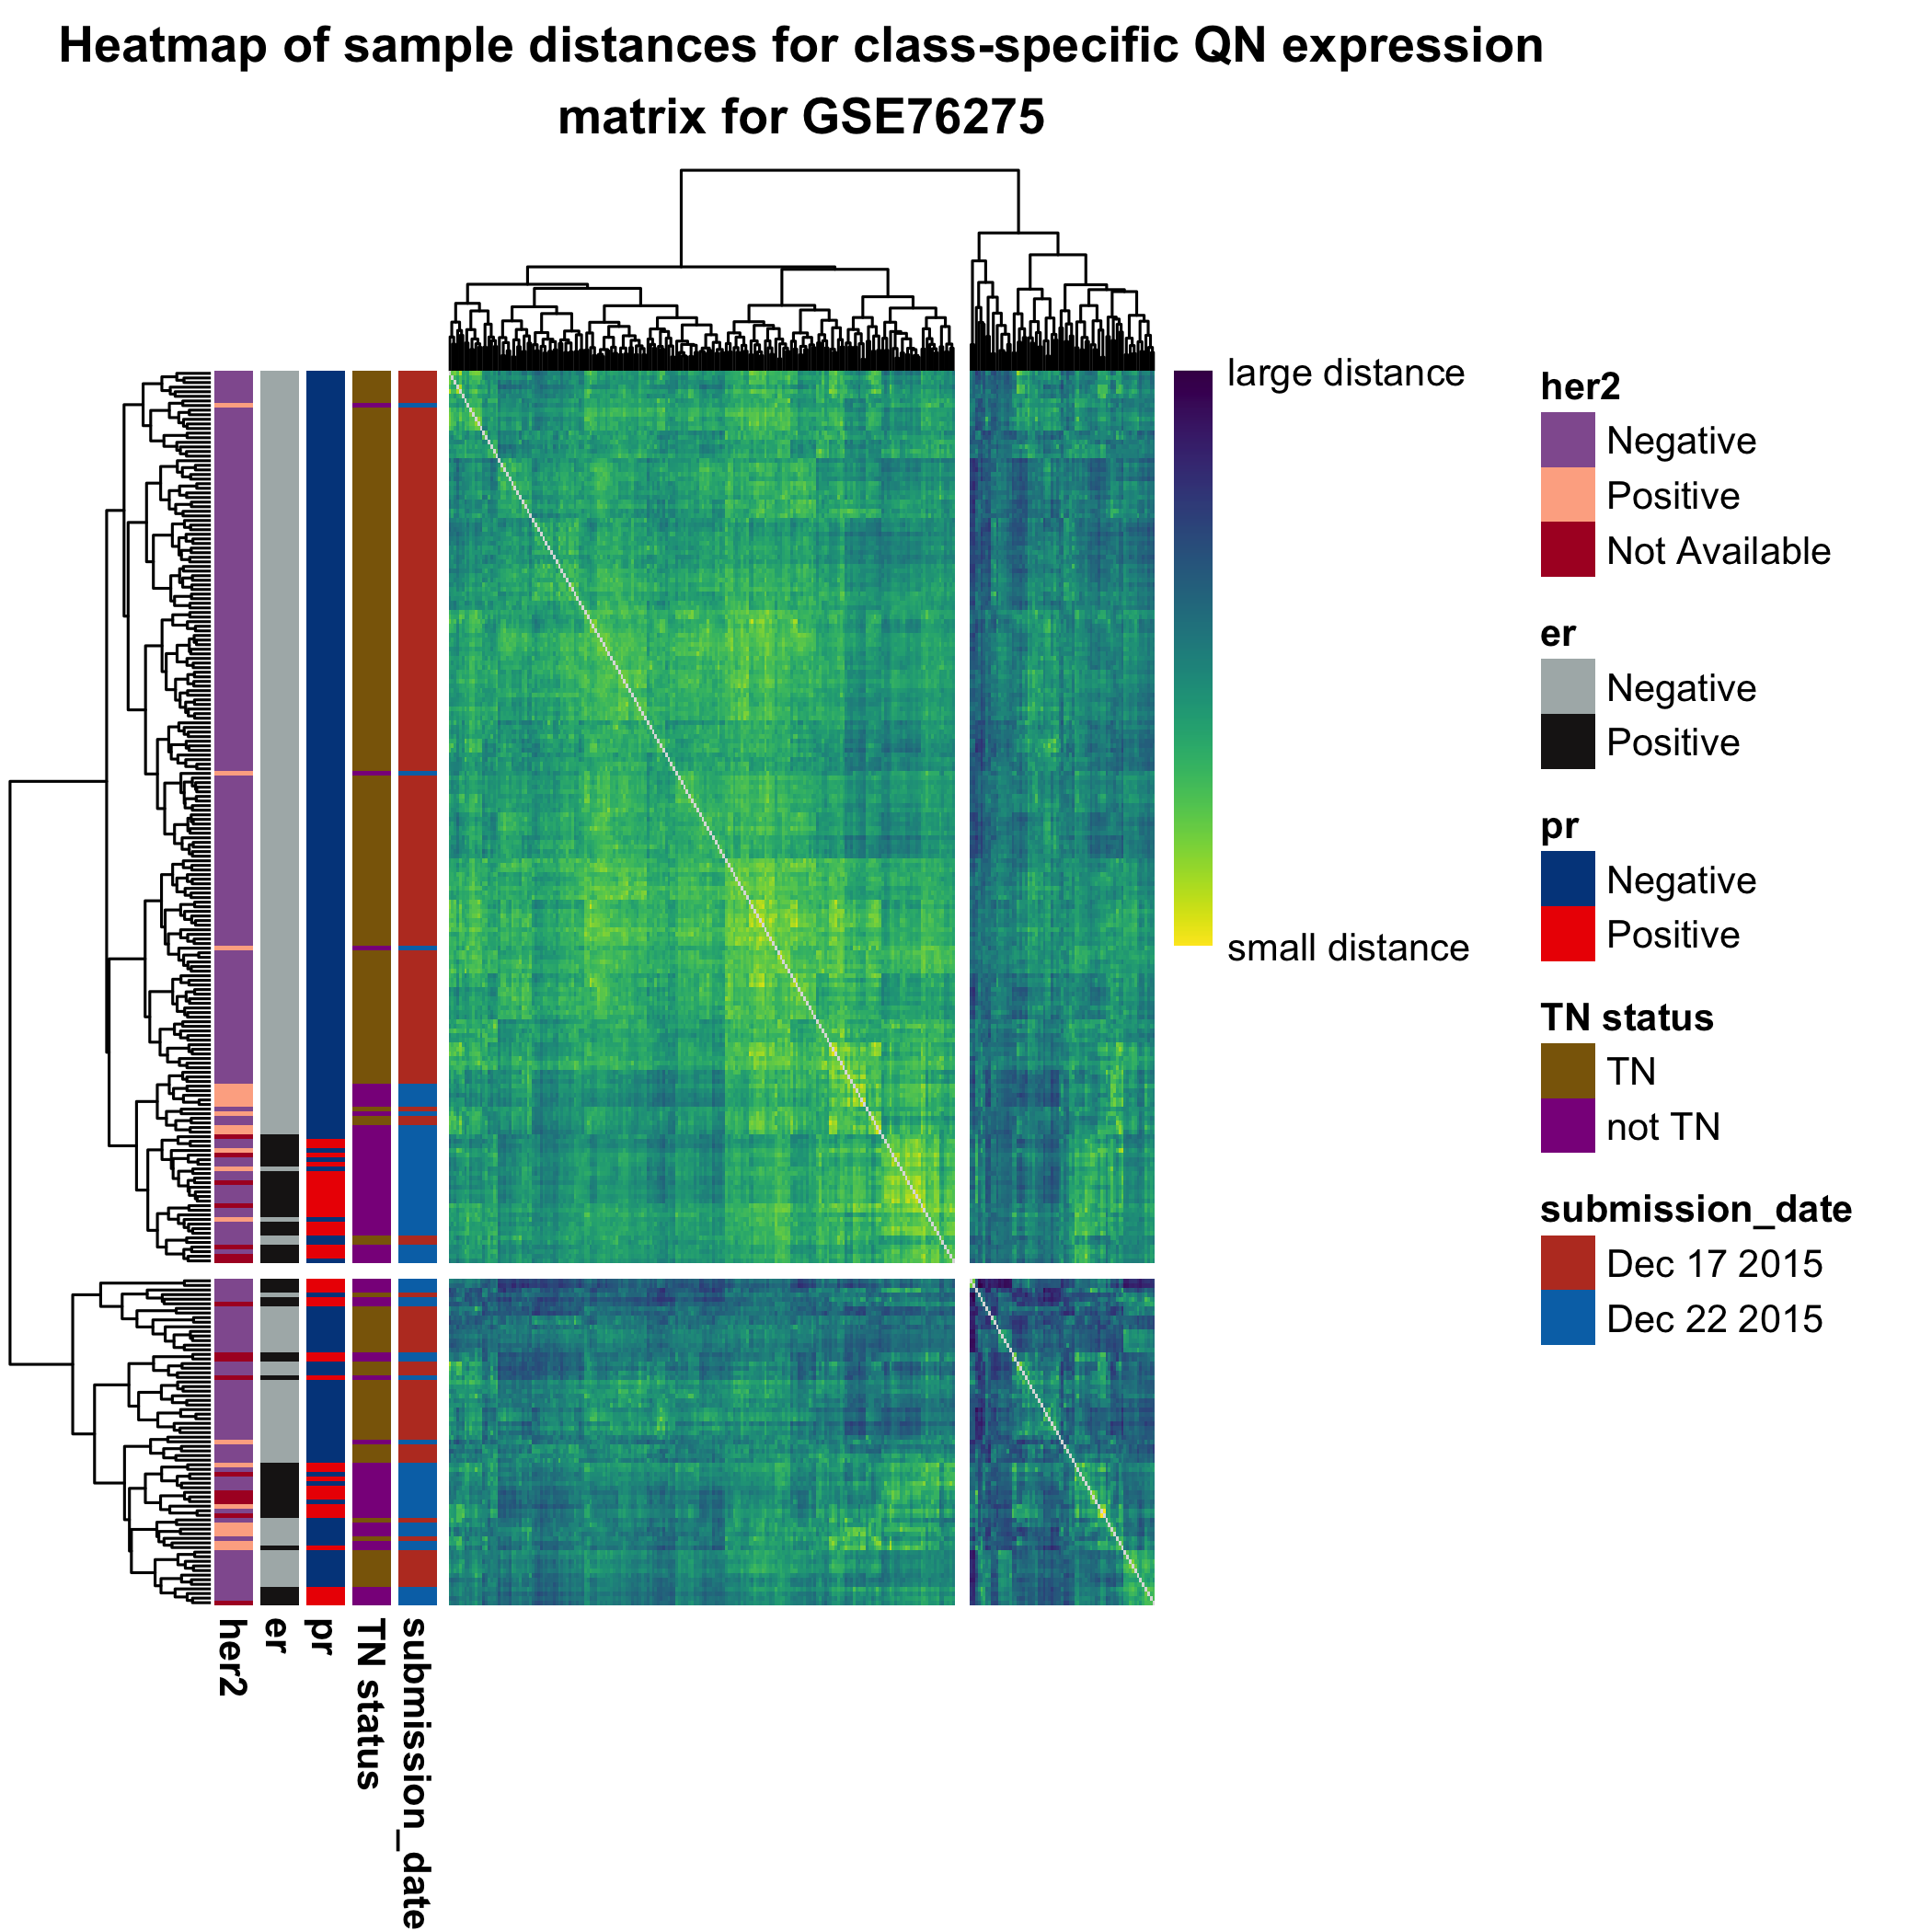 Heatmap of sample distances for class-specific QN expression
matrix for GSE76275
large distance
small distance
her2
Negative
Positive
Not Available
er
Negative
Positive
pr
Negative
Positive
TN status
TN
not TN
submission_date
Dec 17 2015
Dec 22 2015
her2
er
pr
TN status
submission_date